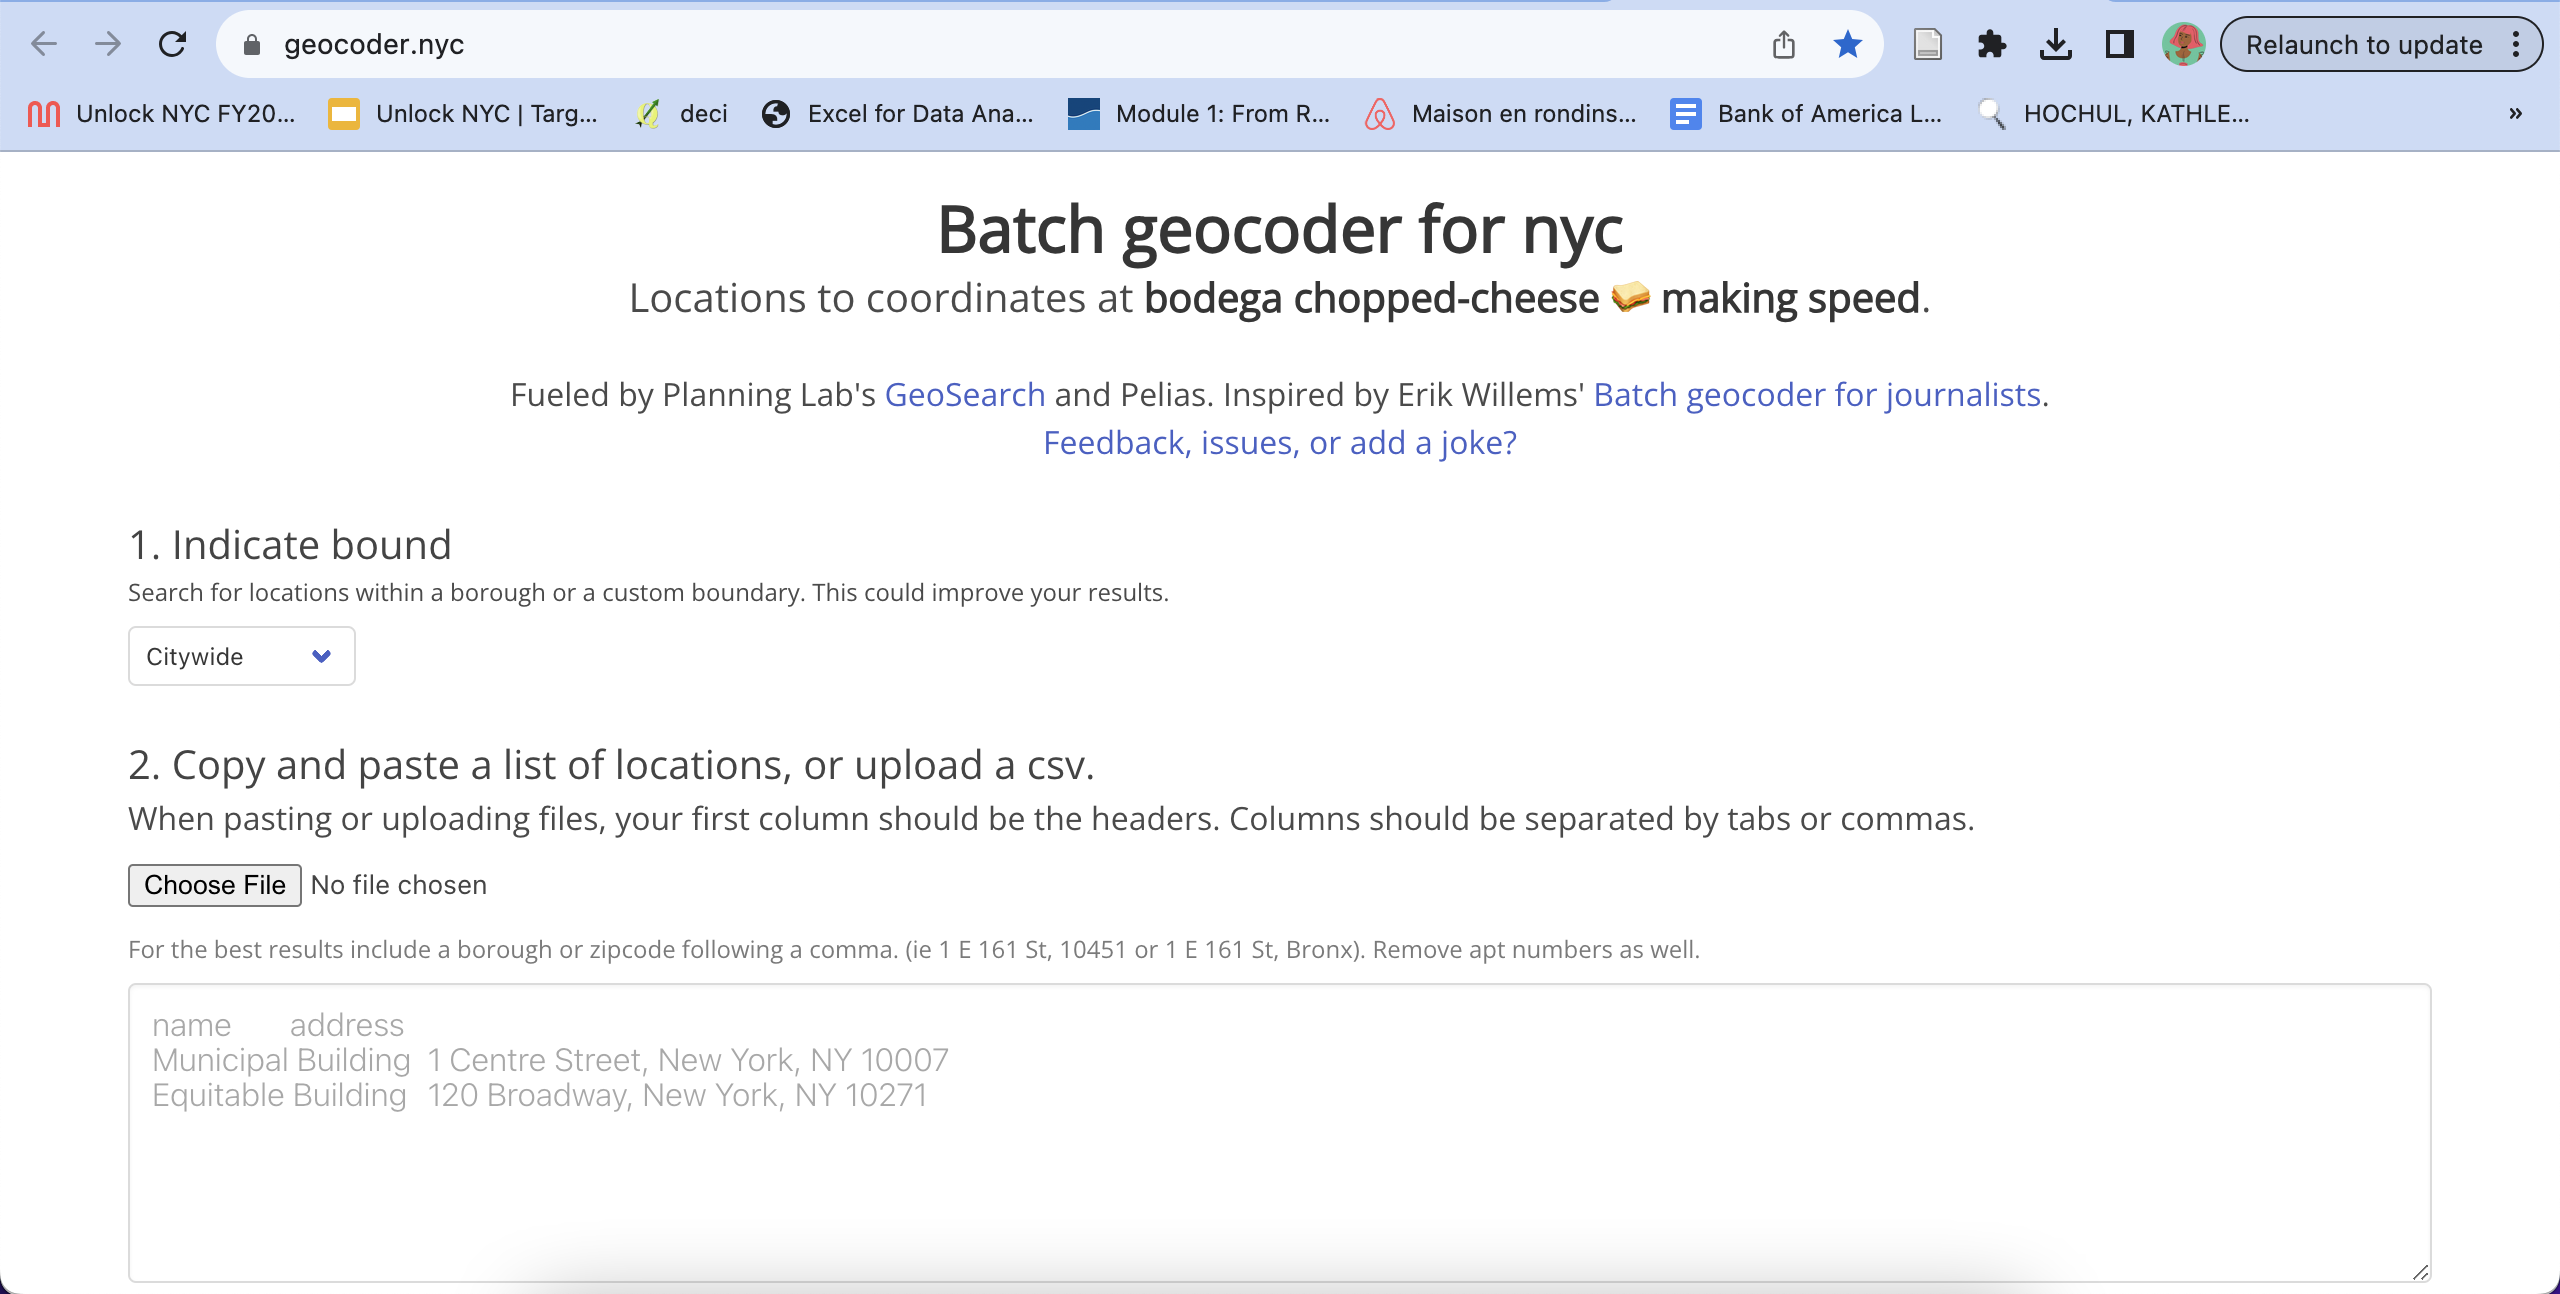 geocoder.nyc
Relaunch to update
Unlock NYC FY20... Unlock NYC | Targ... deci Excel for Data Ana... Module 1: From R... Maison en rondins... Bank of America L... HOCHUL, KATHLE... »
Batch geocoder for nyc
Locations to coordinates at bodega chopped-cheese 🥪 making speed.
Fueled by Planning Lab's GeoSearch and Pelias. Inspired by Erik Willems' Batch geocoder for journalists.
Feedback, issues, or add a joke?
1. Indicate bound
Search for locations within a borough or a custom boundary. This could improve your results.
Citywide
2. Copy and paste a list of locations, or upload a csv.
When pasting or uploading files, your first column should be the headers. Columns should be separated by tabs or commas.
Choose File No file chosen
For the best results include a borough or zipcode following a comma. (ie 1 E 161 St, 10451 or 1 E 161 St, Bronx). Remove apt numbers as well.
name address
Municipal Building 1 Centre Street, New York, NY 10007
Equitable Building 120 Broadway, New York, NY 10271